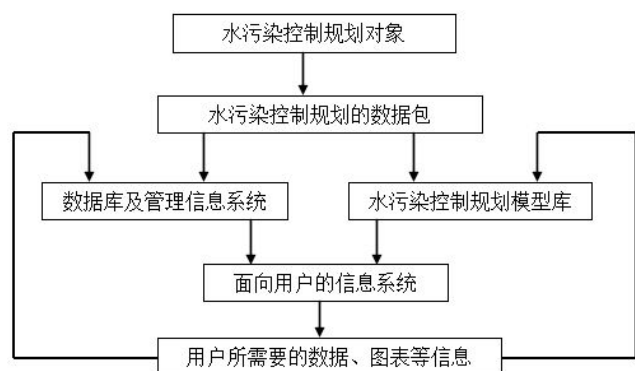 水污染控制规划对象
水污染控制规划的数据包
数据库及管理信息系统
水污染控制规划模型库
面向用户的信息系统
用户所需要的数据、图表等信息